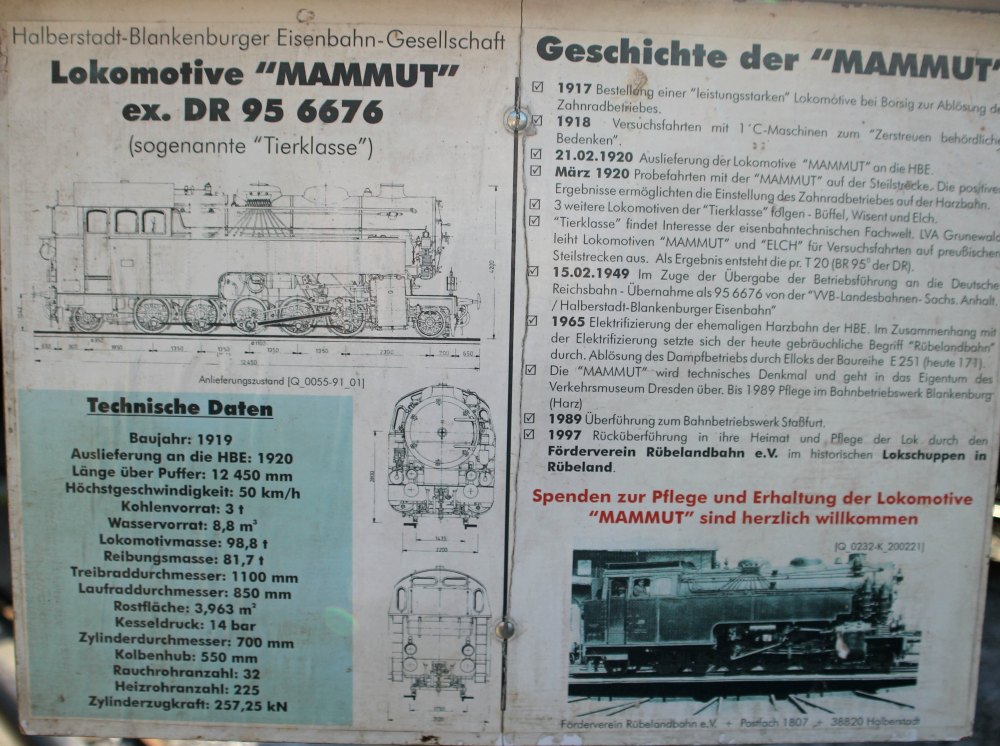 Halberstadt-Blankenburger Eisenbahn-Gesellschaft
Lokomotive “MAMMUT”
ex. DR 95 6676
(sogenannte “Tierklasse”)
Anlieferungszustand [Q_0055-91_01]
Technische Daten
Baujahr: 1919
Auslieferung an die HBE: 1920
Länge über Puffer: 12 450 mm
Höchstgeschwindigkeit: 50 km/h
Kohlenvorrat: 3 t
Wasservorrat: 8,8 m³
Lokomotivmasse: 98,8 t
Reibungsmasse: 81,7 t
Treibraddurchmesser: 1100 mm
Laufraddurchmesser: 850 mm
Rostfläche: 3,963 m²
Kesseldruck: 14 bar
Zylinderdurchmesser: 700 mm
Kolbenhub: 550 mm
Rauchrohranzahl: 32
Heizrohranzahl: 225
Zylinderzugkraft: 257,25 kN
Geschichte der “MAMMUT”
1917 Bestellung einer “leistungsstarken” Lokomotive bei Borsig zur Ablösung
Zahnradbetriebes.
1918 Versuchsfahrten mit 1´C-Maschinen zum “Zerstreuen
Bedenken”.
21.02.1920 Auslieferung der Lokomotive “MAMMUT” an die HBE.
März 1920 Probefahrten mit der “MAMMUT” auf der Steilstrecke. Die
Ergebnisse ermöglichten die Einstellung des Zahnradbetriebes auf der Harzbahn.
3 weitere Lokomotiven der “Tierklasse” folgen - Büffel, Wisent und Elch.
“Tierklasse” findet Interesse der eisenbahntechnischen Fachwelt. LVA Grunewald
leiht Lokomotiven “MAMMUT” und “ELCH” für Versuchsfahrten auf preußischen
Steilstrecken aus. Als Ergebnis entsteht die pr. T 20 (BR 95⁰ der DR).
15.02.1949 Im Zuge der Übergabe der Betriebsführung an die Deutsche
Reichsbahn - Übernahme als 95 6676 von der “VVB-Landesbahnen- Sachs. Anhalt,
/ Halberstadt-Blankenburger Eisenbahn”
1965 Elektrifizierung der ehemaligen Harzbahn der HBE. Im Zusammenhang mit
der Elektrifizierung setzte sich der heute gebräuchliche Begriff “Rübelandbahn”
durch. Ablösung des Dampfbetriebs durch Elloks der Baureihe E 251 (heute 171).
Die “MAMMUT” wird technisches Denkmal und geht in das Eigentum des
Verkehrsmuseum Dresden über. Bis 1989 Pflege im Bahnbetriebswerk Blankenburg
(Harz)
1989 Überführung zum Bahnbetriebswerk Staßfurt.
1997 Rücküberführung in ihre Heimat und Pflege der Lok durch den
Förderverein Rübelandbahn e.V. im historischen Lokschuppen in
Rübeland.
Spenden zur Pflege und Erhaltung der Lokomotive
“MAMMUT” sind herzlich willkommen
[Q_0232-K_200221]
Förderverein Rübelandbahn e.V. + Postfach 1807 + 38820 Halberstadt